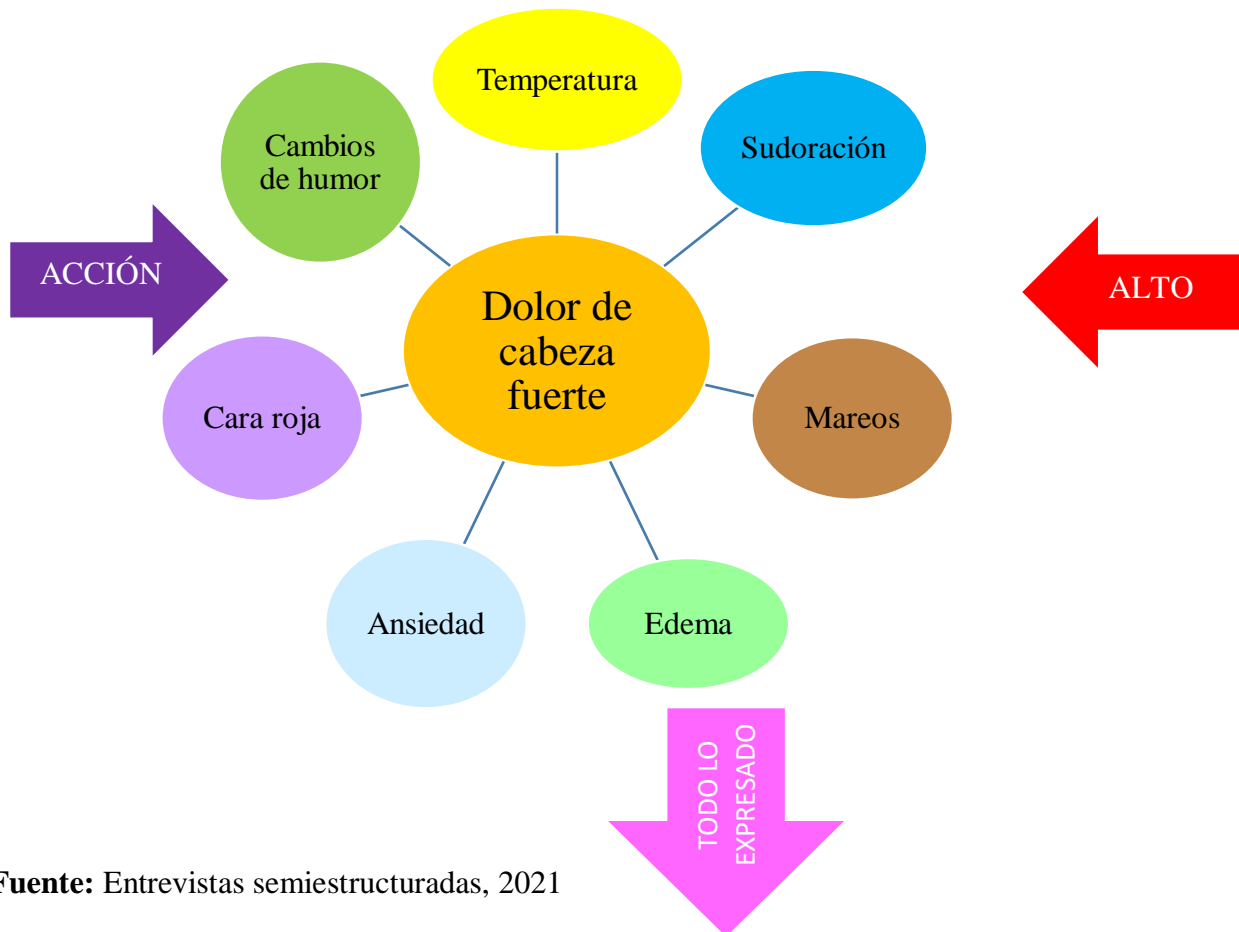 Temperatura
Cambios
de humor
Sudoración
ACCIÓN
ALTO
Dolor de
cabeza
fuerte
Cara roja
Mareos
Ansiedad
Edema
TODO LO
EXPRESADO
Fuente: Entrevistas semiestructuradas, 2021